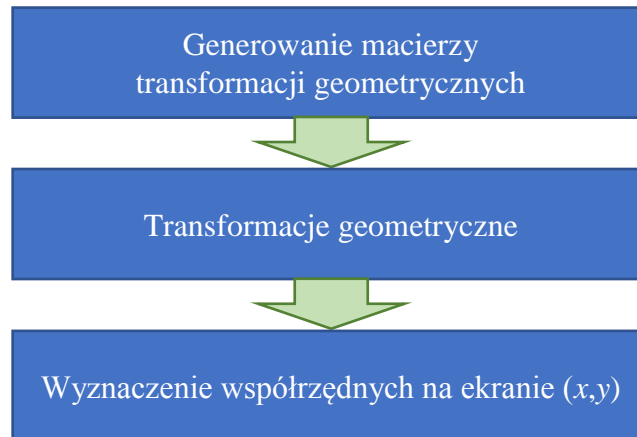 Generowanie macierzy
transformacji geometrycznych
Transformacje geometryczne
Wyznaczenie współrzędnych na ekranie (x,y)